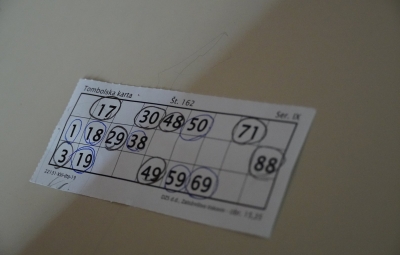 Tombolska karta Št. 162 Ser. IX
17 30 48 50 71
1 18 29 38 88
3 19 49 59 69